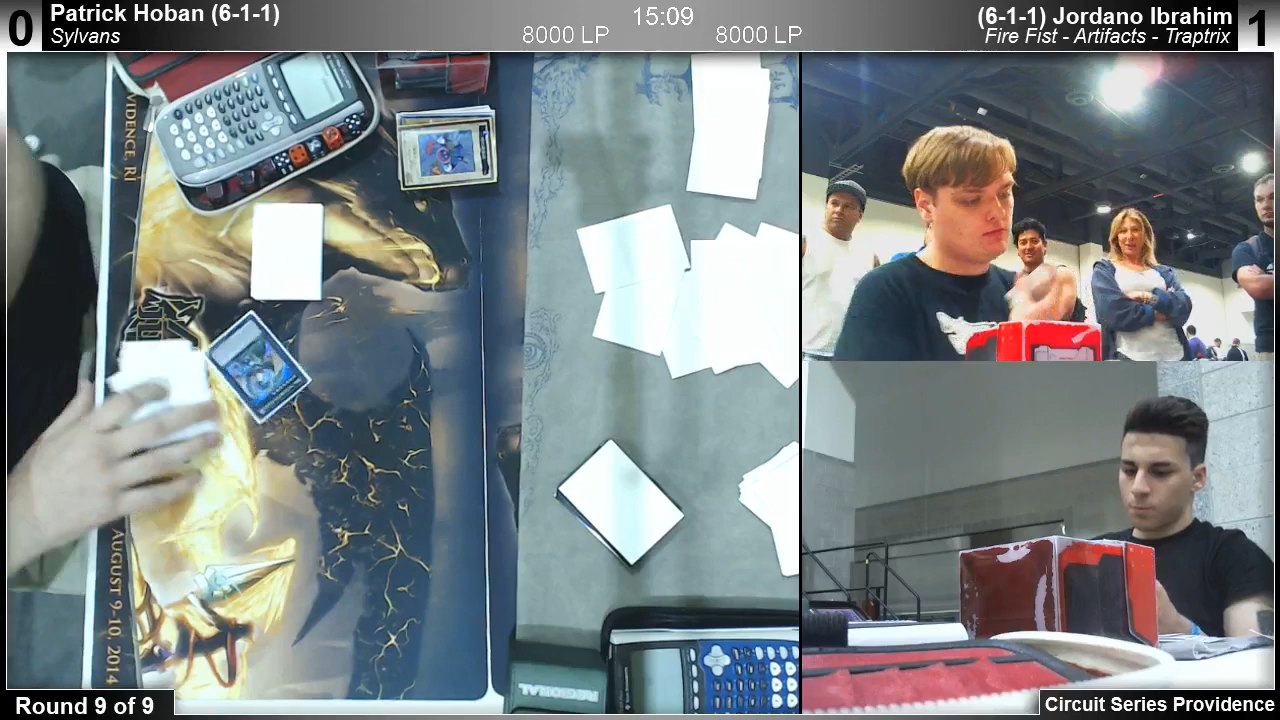 0
Patrick Hoban (6-1-1)
Sylvans
8000 LP
15:09
8000 LP
(6-1-1) Jordano Ibrahim
Fire Fist - Artifacts - Traptrix
1
VIDENCE, RI
AUGUST 9-10, 2014
REGIONAL
Round 9 of 9
Circuit Series Providence